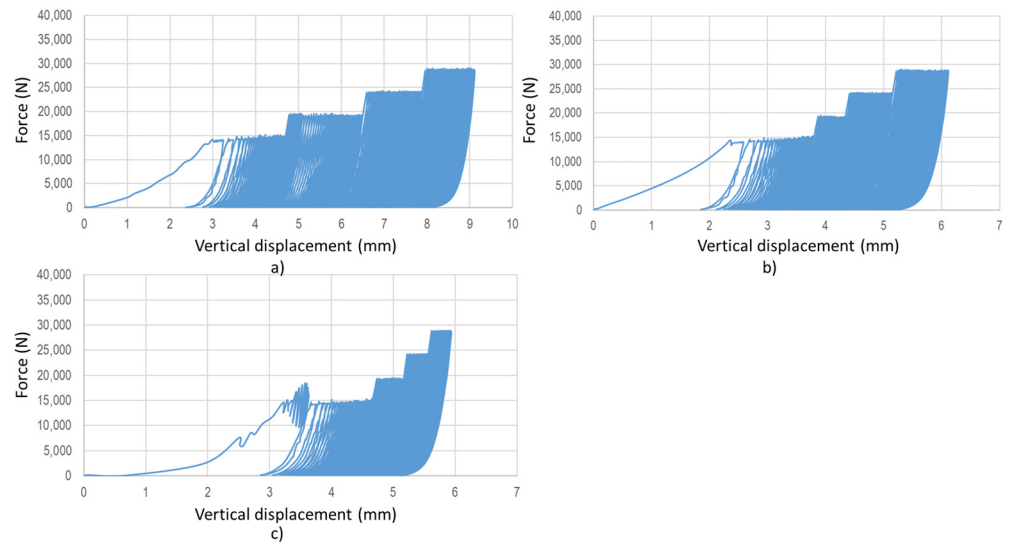 40,000
35,000
30,000
25,000
20,000
15,000
10,000
5,000
0
Force (N)
0 1 2 3 4 5 6 7 8 9 10
Vertical displacement (mm)
a)
40,000
35,000
30,000
25,000
20,000
15,000
10,000
5,000
0
Force (N)
0 1 2 3 4 5 6 7
Vertical displacement (mm)
b)
40,000
35,000
30,000
25,000
20,000
15,000
10,000
5,000
0
Force (N)
0 1 2 3 4 5 6 7
Vertical displacement (mm)
c)